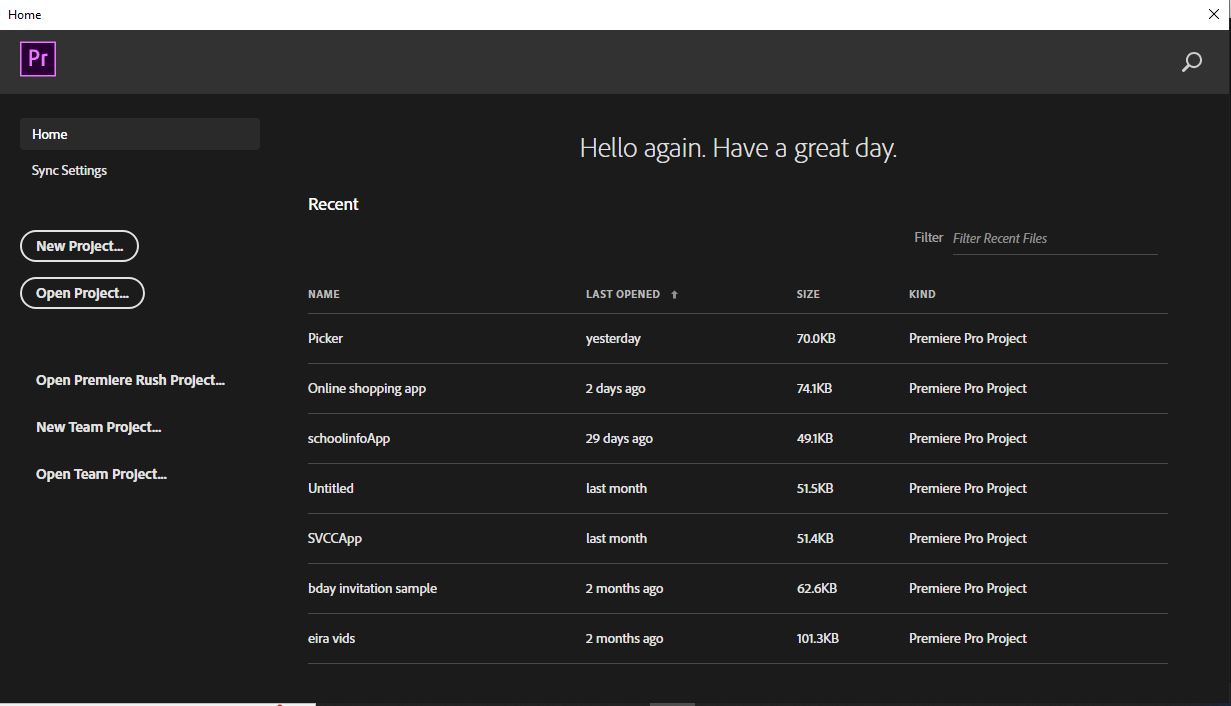 Home
Pr
Home
Sync Settings
Hello again. Have a great day.
Recent
New Project...
Open Project...
Open Premiere Rush Project...
New Team Project...
Open Team Project...
Filter Filter Recent Files
NAME LAST OPENED SIZE KIND
Picker yesterday 70.0KB Premiere Pro Project
Online shopping app 2 days ago 74.1KB Premiere Pro Project
schoolinfoApp 29 days ago 49.1KB Premiere Pro Project
Untitled last month 51.5KB Premiere Pro Project
SVCCApp last month 51.4KB Premiere Pro Project
bday invitation sample 2 months ago 62.6KB Premiere Pro Project
eira vids 2 months ago 101.3KB Premiere Pro Project